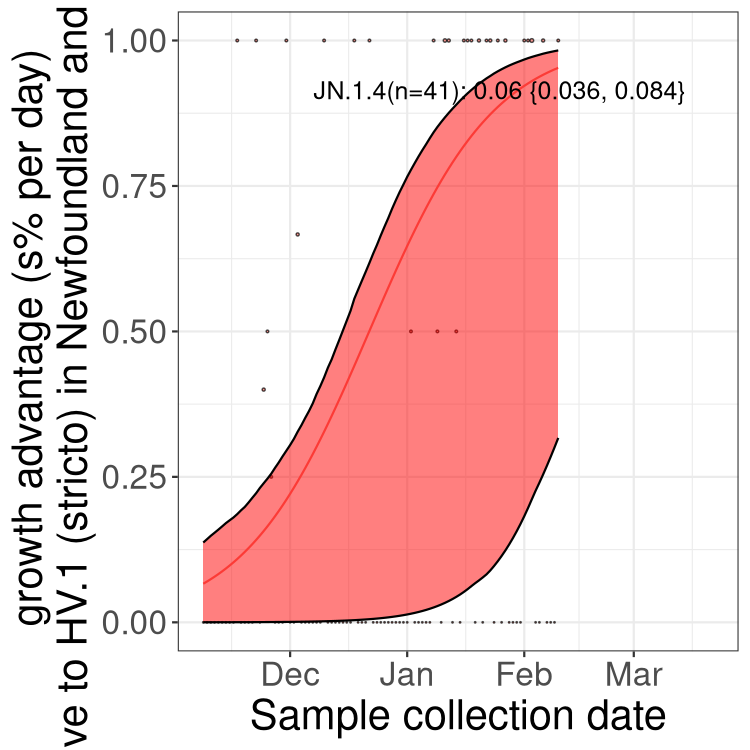 growth advantage (s% per day)
ve to HV.1 (stricto) in Newfoundland and
1.00
0.75
0.50
0.25
0.00
JN.1.4(n=41): 0.06 {0.036, 0.084}
Dec Jan Feb Mar
Sample collection date